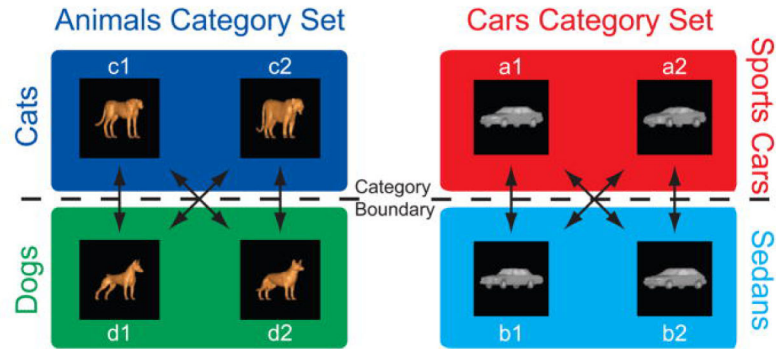 Animals Category Set
Cars Category Set
Cats
c1
c2
a1
a2
Sports Cars
Category
Boundary
Dogs
d1
d2
b1
b2
Sedans